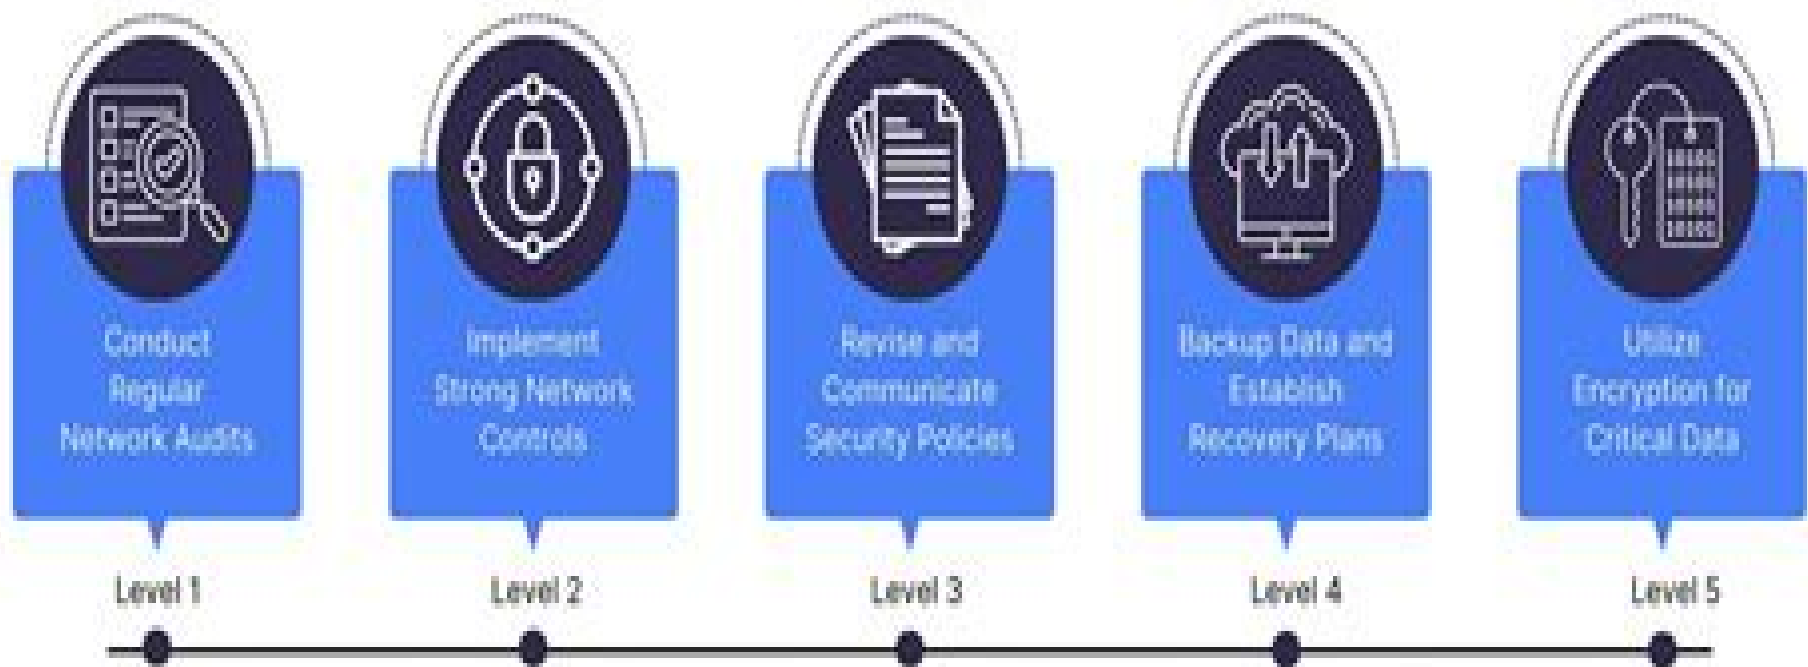 Conduct
Regular
Network Audits
Implement
Strong Network
Controls
Revise and
Communicate
Security Policies
Backup Data and
Establish
Recovery Plans
Utilize
Encryption for
Critical Data
Level 1
Level 2
Level 3
Level 4
Level 5